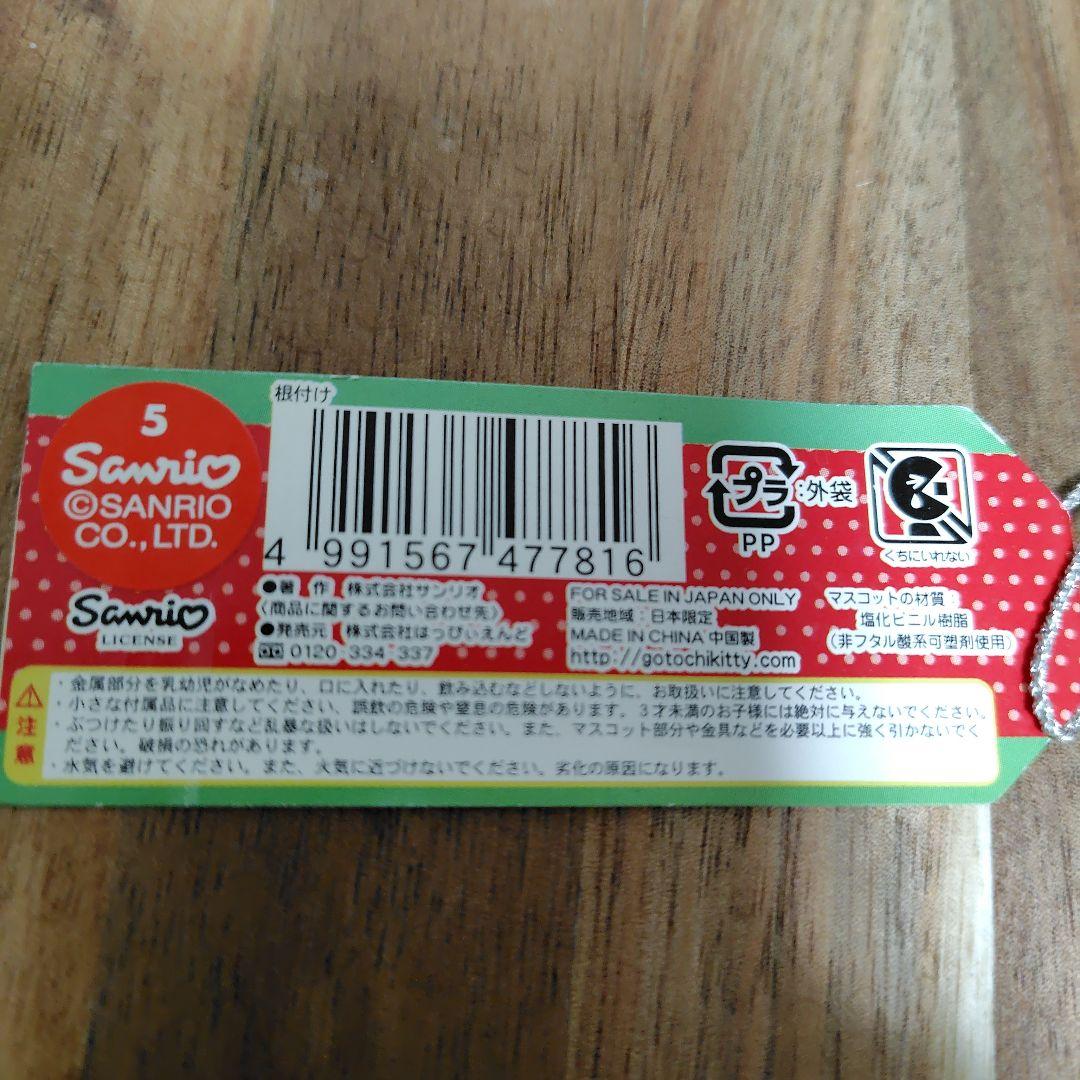 5
Sanrio
©SANRIO
CO.,LTD.
Sanrio
LICENSE
根付け
4 991567 477816
●著 作 株式会社サンリオ
〈商品に関するお問い合わせ先〉
●発売元 株式会社はっぴぃえんど
0120-334-337
プラ:外袋
PP
くちにいれない
FOR SALE IN JAPAN ONLY
販売地域:日本限定
MADE IN CHINA 中国製
http://gotochikitty.com
マスコットの材質:
塩化ビニル樹脂
(非フタル酸系可塑剤使用)
注意
・金属部分を乳幼児がなめたり、口に入れたり、飲み込むなどしないように、お取扱いに注意してください。
・小さな付属品に注意してください、誤飲の危険や窒息の危険があります。3才未満のお子様には絶対に与えないでください。
・ぶつけたり振り回すなど乱暴な扱いはしないでください。また、マスコット部分や金具などを必要以上に強く引かないでく
ださい。破損の恐れがあります。
・水気を避けてください。また、火気に近づけないでください。劣化の原因になります。